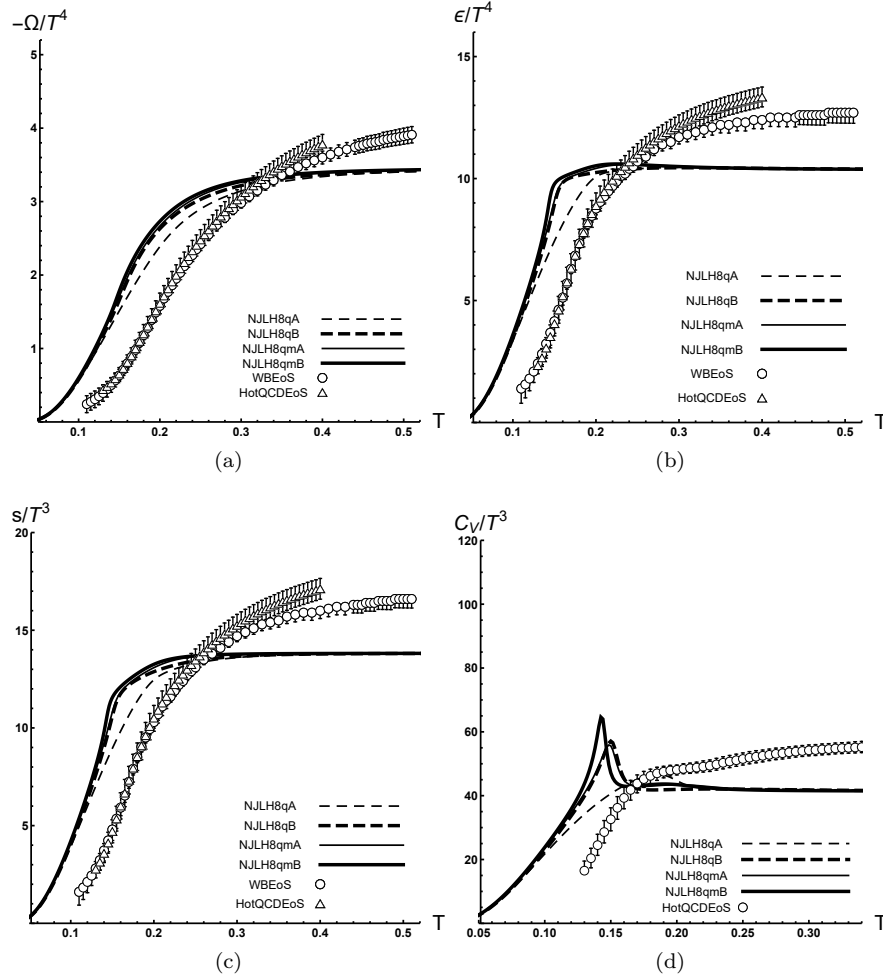 −Ω/T⁴
5
4
3
2
1
0.1 0.2 0.3 0.4 0.5 T
NJLH8qA
NJLH8qB
NJLH8qmA
NJLH8qmB
WBEoS
HotQCDEoS
(a)
ϵ/T⁴
15
10
5
0.1 0.2 0.3 0.4 0.5 T
NJLH8qA
NJLH8qB
NJLH8qmA
NJLH8qmB
WBEoS
HotQCDEoS
(b)
s/T³
20
15
10
5
0.1 0.2 0.3 0.4 0.5 T
NJLH8qA
NJLH8qB
NJLH8qmA
NJLH8qmB
WBEoS
HotQCDEoS
(c)
C_V/T³
120
100
80
60
40
20
0.05 0.10 0.15 0.20 0.25 0.30 T
NJLH8qA
NJLH8qB
NJLH8qmA
NJLH8qmB
HotQCDEoS
(d)